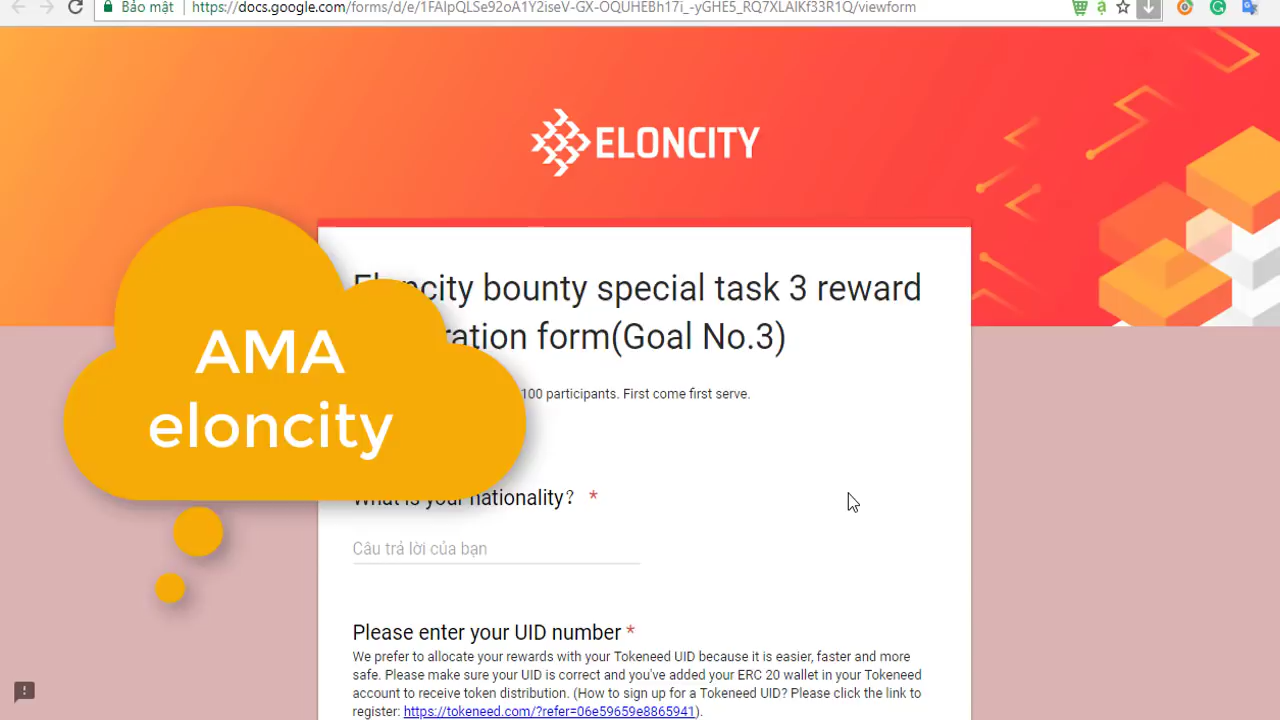 Bảo mật
https://docs.google.com/forms/d/e/1FAIpQLSe92oA1Y2iseV-GX-OQUHEBh17i_-yGHE5_RQ7XLAlKf33R1Q/viewform
ELONCITY
bounty special task 3 reward
form(Goal No.3)
100 participants. First come first serve.
AMA
eloncity
What is your nationality? *
Câu trả lời của bạn
Please enter your UID number *
We prefer to allocate your rewards with your Tokeneed UID because it is easier, faster and more
safe. Please make sure your UID is correct and you've added your ERC 20 wallet in your Tokeneed
account to receive token distribution. (How to sign up for a Tokeneed UID? Please click the link to
register: https://tokeneed.com/?refer=06e59659e8865941).